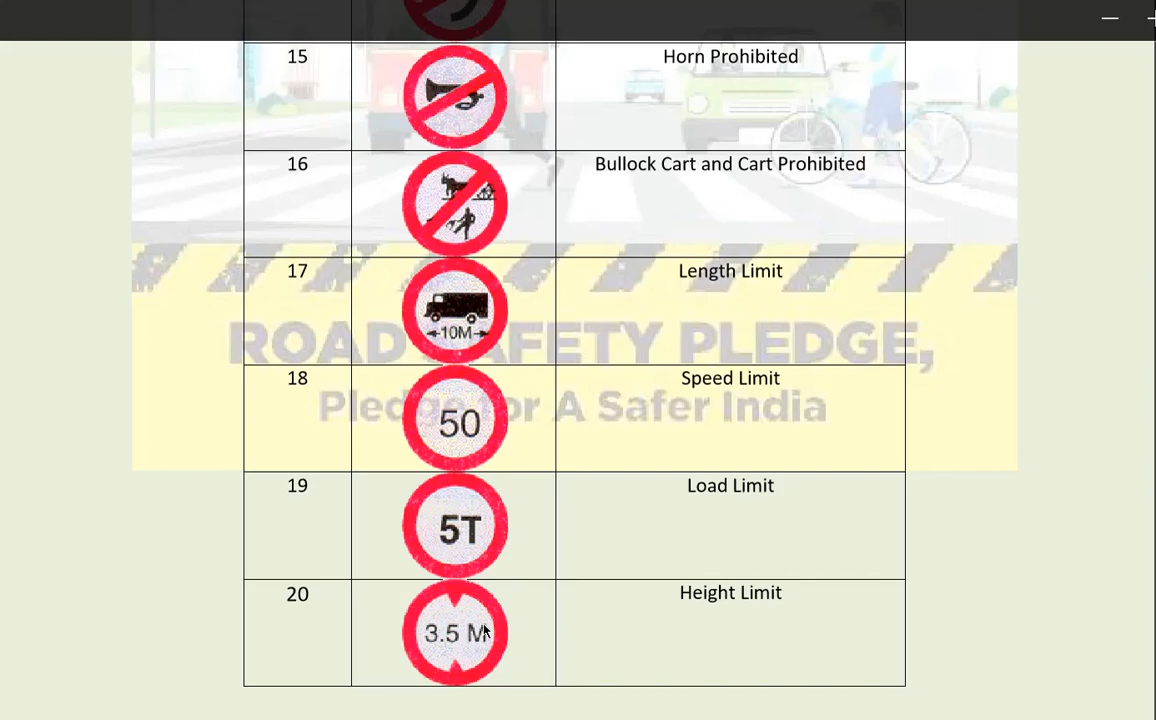 15 Horn Prohibited
16 Bullock Cart and Cart Prohibited
17 Length Limit
10M
ROAD SAFETY PLEDGE,
18 Speed Limit
50
Pledge for A Safer India
19 Load Limit
5T
20 Height Limit
3.5 M